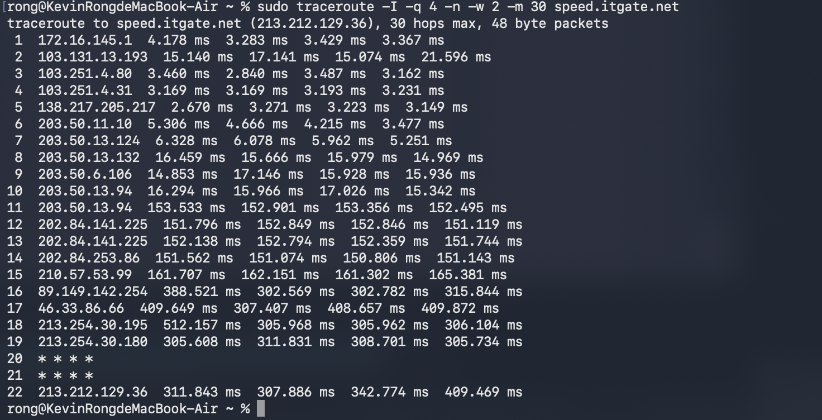 [rong@KevinRongdeMacBook-Air ~ % sudo traceroute -I -q 4 -n -w 2 -m 30 speed.itgate.net
traceroute to speed.itgate.net (213.212.129.36), 30 hops max, 48 byte packets
 1  172.16.145.1  4.178 ms  3.283 ms  3.429 ms  3.367 ms
 2  103.131.13.193  15.140 ms  17.141 ms  15.074 ms  21.596 ms
 3  103.251.4.80  3.460 ms  2.840 ms  3.487 ms  3.162 ms
 4  103.251.4.31  3.169 ms  3.169 ms  3.193 ms  3.231 ms
 5  138.217.205.217  2.670 ms  3.271 ms  3.223 ms  3.149 ms
 6  203.50.11.10  5.306 ms  4.666 ms  4.215 ms  3.477 ms
 7  203.50.13.124  6.328 ms  6.078 ms  5.962 ms  5.251 ms
 8  203.50.13.132  16.459 ms  15.666 ms  15.979 ms  14.969 ms
 9  203.50.6.106  14.853 ms  17.146 ms  15.928 ms  15.936 ms
10  203.50.13.94  16.294 ms  15.966 ms  17.026 ms  15.342 ms
11  203.50.13.94  153.533 ms  152.901 ms  153.356 ms  152.495 ms
12  202.84.141.225  151.796 ms  152.849 ms  152.846 ms  151.119 ms
13  202.84.141.225  152.138 ms  152.794 ms  152.359 ms  151.744 ms
14  202.84.253.86  151.562 ms  151.074 ms  150.806 ms  151.143 ms
15  210.57.53.99  161.707 ms  162.151 ms  161.302 ms  165.381 ms
16  89.149.142.254  388.521 ms  302.569 ms  302.782 ms  315.844 ms
17  46.33.86.66  409.649 ms  307.407 ms  408.657 ms  409.872 ms
18  213.254.30.195  512.157 ms  305.968 ms  305.962 ms  306.104 ms
19  213.254.30.180  305.608 ms  311.831 ms  308.701 ms  305.734 ms
20  * * * *
21  * * * *
22  213.212.129.36  311.843 ms  307.886 ms  342.774 ms  409.469 ms
rong@KevinRongdeMacBook-Air ~ %